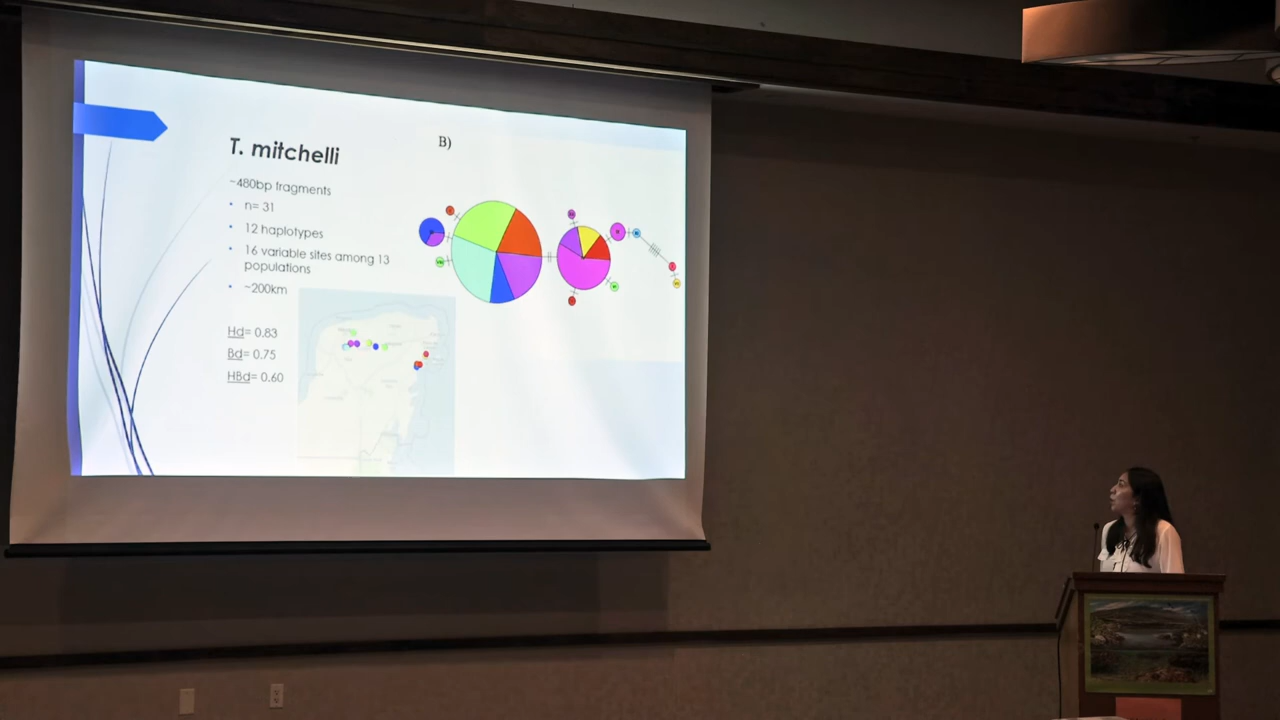 T. mitchelli
B)
~480bp fragments
• n= 31
• 12 haplotypes
• 16 variable sites among 13
populations
• ~200km
Hd= 0.83
Bd= 0.75
HBd= 0.60